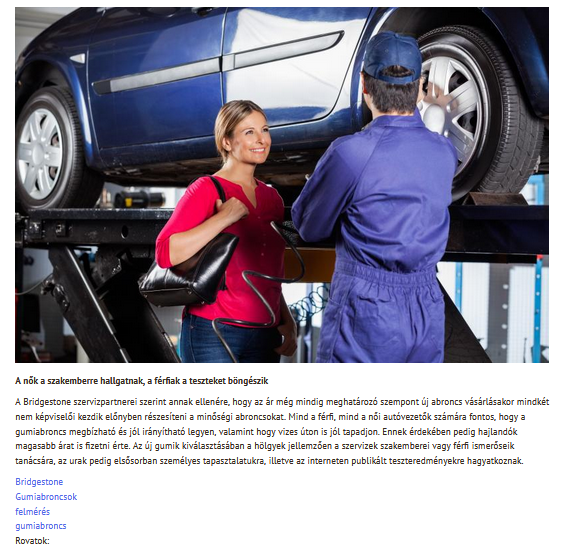 A nők a szakemberre hallgatnak, a férfiak a teszteket böngészik
A Bridgestone szervizpartnerei szerint annak ellenére, hogy az ár még mindig meghatározó szempont új abroncs vásárlásakor mindkét
nem képviselői kezdik előnyben részesíteni a minőségi abroncsokat. Mind a férfi, mind a női autóvezetők számára fontos, hogy a
gumiabroncs megbízható és jól irányítható legyen, valamint hogy vizes úton is jól tapadjon. Ennek érdekében pedig hajlandók
magasabb árat is fizetni érte. Az új gumik kiválasztásában a hölgyek jellemzően a szervizek szakemberei vagy férfi ismerőseik
tanácsára, az urak pedig elsősorban személyes tapasztalatukra, illetve az interneten publikált teszteredményekre hagyatkoznak.
Bridgestone
Gumiabroncsok
felmérés
gumiabroncs
Rovatok: